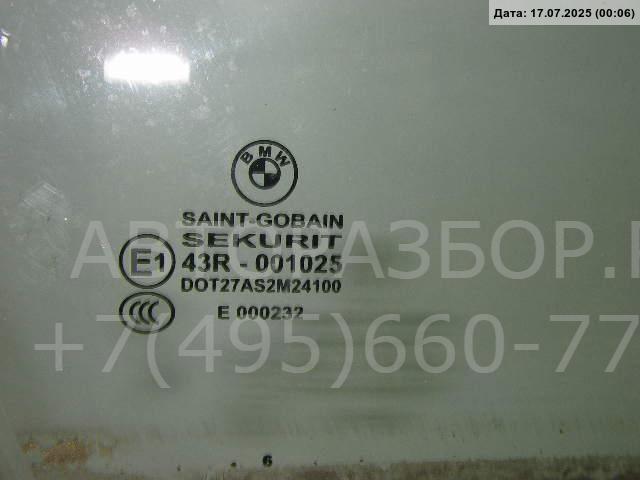 Дата: 17.07.2025 (00:06)
BMW
SAINT-GOBAIN
SEKURIT
E1 43R - 001025
DOT27AS2M24100
CCC E 000232
АВТОРАЗБОР.
+7(495)660-77
6